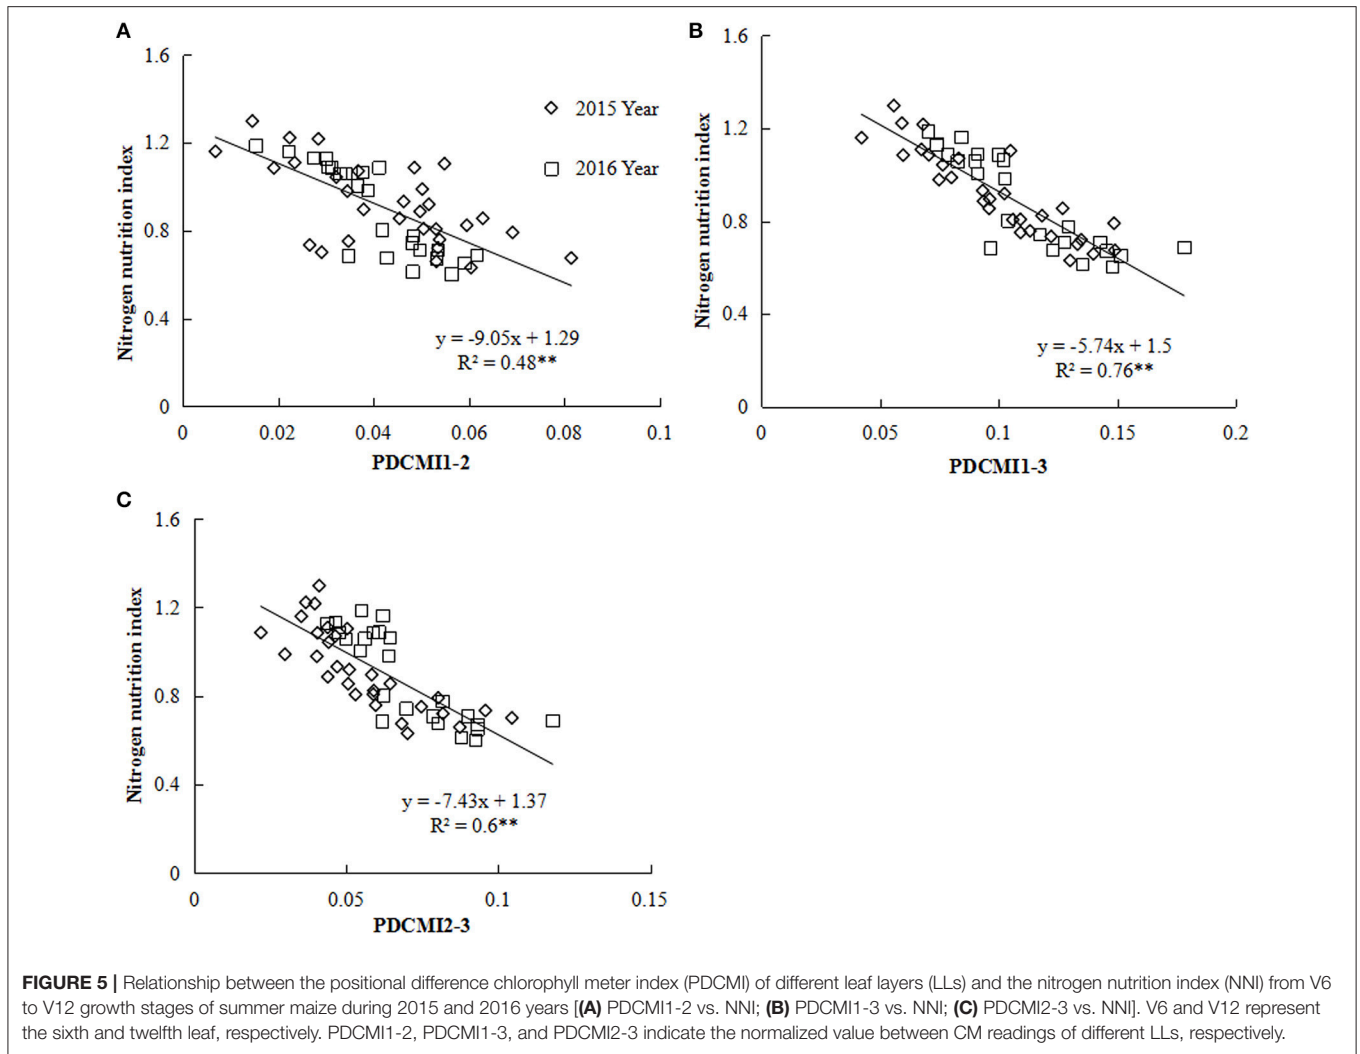 A
1.6
1.2
0.8
0.4
0
Nitrogen nutrition index
2015 Year
2016 Year
y = -9.05x + 1.29
R² = 0.48**
0 0.02 0.04 0.06 0.08 0.1
PDCMI1-2
B
1.6
1.2
0.8
0.4
0
Nitrogen nutrition index
y = -5.74x + 1.5
R² = 0.76**
0 0.05 0.1 0.15 0.2
PDCMI1-3
C
1.6
1.2
0.8
0.4
0
Nitrogen nutrition index
y = -7.43x + 1.37
R² = 0.6**
0 0.05 0.1 0.15
PDCMI2-3
FIGURE 5 | Relationship between the positional difference chlorophyll meter index (PDCMI) of different leaf layers (LLs) and the nitrogen nutrition index (NNI) from V6
to V12 growth stages of summer maize during 2015 and 2016 years [(A) PDCMI1-2 vs. NNI; (B) PDCMI1-3 vs. NNI; (C) PDCMI2-3 vs. NNI]. V6 and V12 represent
the sixth and twelfth leaf, respectively. PDCMI1-2, PDCMI1-3, and PDCMI2-3 indicate the normalized value between CM readings of different LLs, respectively.